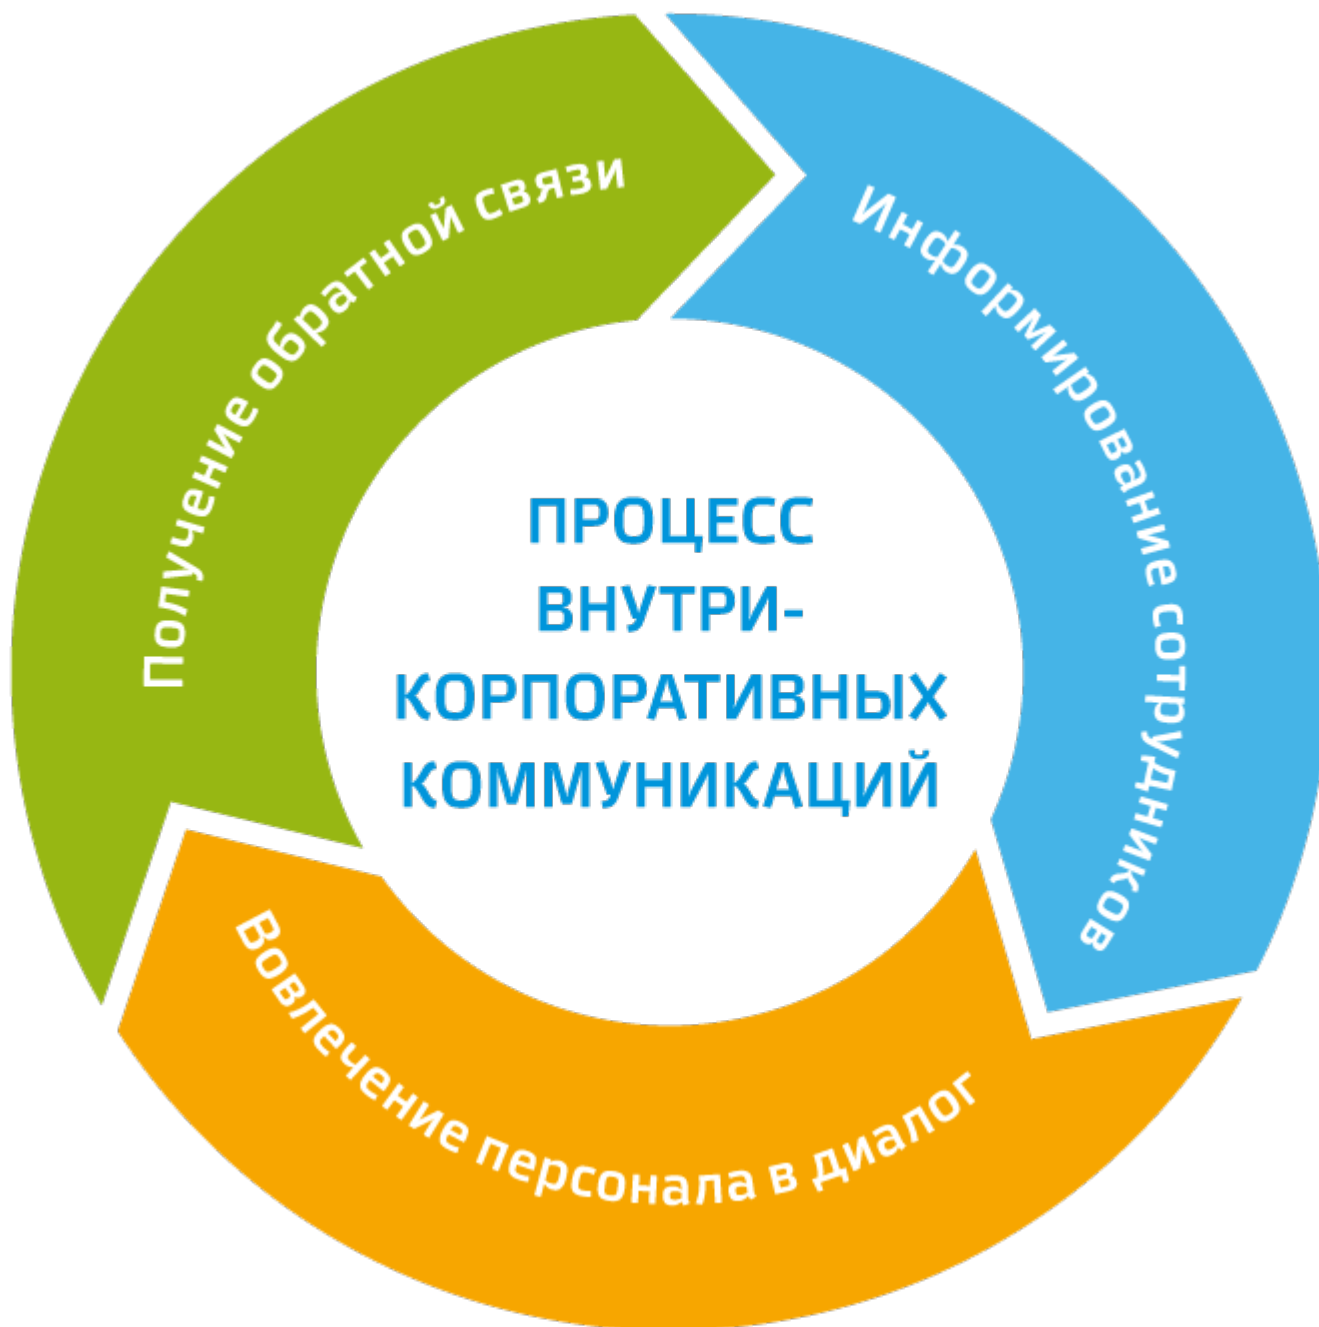 ПРОЦЕСС
ВНУТРИ-
КОРПОРАТИВНЫХ
КОММУНИКАЦИЙ
Информирование сотрудников
Вовлечение персонала в диалог
Получение обратной связи